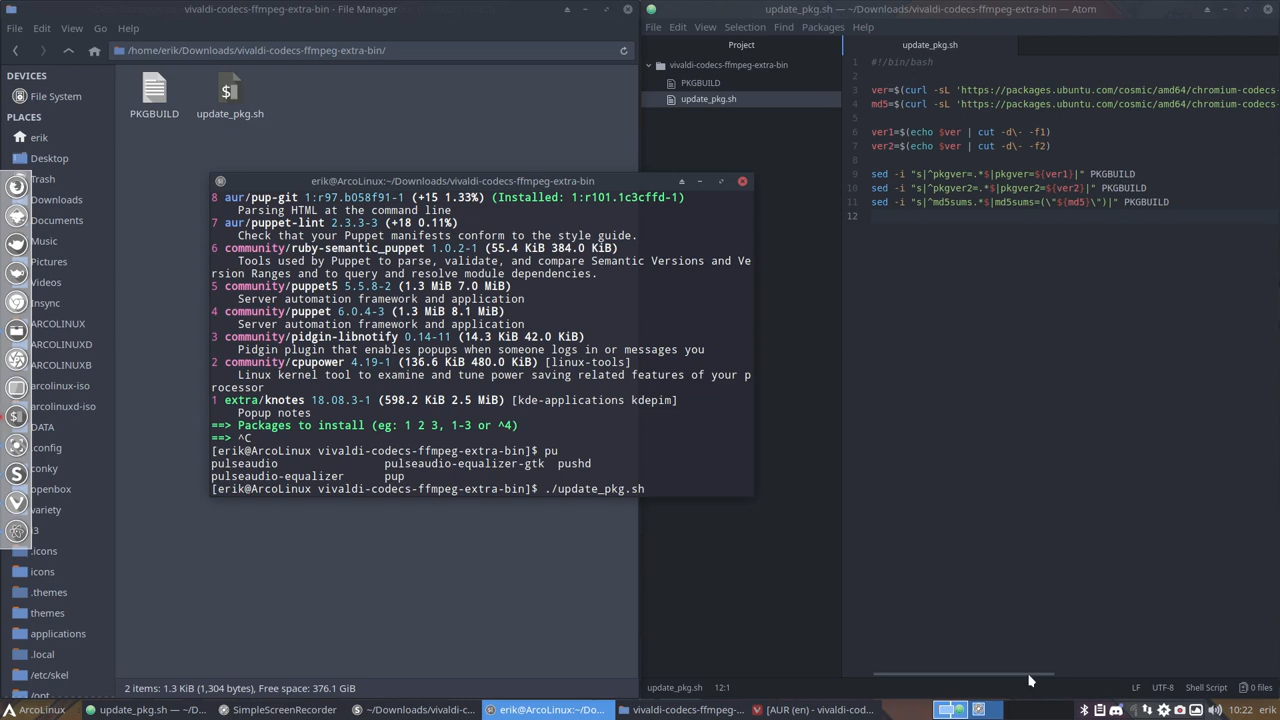 vivaldi-codecs-ffmpeg-extra-bin/ - File Manager
File Edit View Go Help
/home/erik/Downloads/vivaldi-codecs-ffmpeg-extra-bin/
DEVICES
File System
PLACES
erik
Desktop
Trash
Downloads
Documents
Music
Pictures
Videos
Insync
ARCOLINUX
ARCOLINUXD
ARCOLINUXB
arcolinux-iso
arcolinuxd-iso
DATA
.config
conky
openbox
variety
i3
.icons
icons
.themes
themes
applications
.local
/etc/skel
/opt
PKGBUILD
update_pkg.sh
2 items: 1.3 KiB (1,304 bytes), Free space: 376.1 GiB
erik@ArcoLinux:~/Downloads/vivaldi-codecs-ffmpeg-extra-bin
8 aur/pup-git 1:r97.b058f91-1 (+15 1.33%) (Installed: 1:r101.1c3cffd-1)
Parsing HTML at the command line
7 aur/puppet-lint 2.3.3-3 (+18 0.11%)
Check that your Puppet manifests conform to the style guide.
6 community/ruby-semantic_puppet 1.0.2-1 (55.4 KiB 384.0 KiB)
Tools used by Puppet to parse, validate, and compare Semantic Versions and Ve
rsion Ranges and to query and resolve module dependencies.
5 community/puppet5 5.5.8-2 (1.3 MiB 7.0 MiB)
Server automation framework and application
4 community/puppet 6.0.4-3 (1.3 MiB 8.1 MiB)
Server automation framework and application
3 community/pidgin-libnotify 0.14-11 (14.3 KiB 42.0 KiB)
Pidgin plugin that enables popups when someone logs in or messages you
2 community/cpupower 4.19-1 (136.6 KiB 480.0 KiB) [linux-tools]
Linux kernel tool to examine and tune power saving related features of your p
rocessor
1 extra/knotes 18.08.3-1 (598.2 KiB 2.5 MiB) [kde-applications kdepim]
Popup notes
==> Packages to install (eg: 1 2 3, 1-3 or ^4)
==> ^C
[erik@ArcoLinux vivaldi-codecs-ffmpeg-extra-bin]$ pu
pulseaudio pulseaudio-equalizer-gtk pushd
pulseaudio-equalizer pup
[erik@ArcoLinux vivaldi-codecs-ffmpeg-extra-bin]$ ./update_pkg.sh
update_pkg.sh — ~/Downloads/vivaldi-codecs-ffmpeg-extra-bin — Atom
File Edit View Selection Find Packages Help
Project
vivaldi-codecs-ffmpeg-extra-bin
PKGBUILD
update_pkg.sh
update_pkg.sh
1 #!/bin/bash
2
3 ver=$(curl -sL 'https://packages.ubuntu.com/cosmic/amd64/chromium-codecs-
4 md5=$(curl -sL 'https://packages.ubuntu.com/cosmic/amd64/chromium-codecs-
5
6 ver1=$(echo $ver | cut -d\- -f1)
7 ver2=$(echo $ver | cut -d\- -f2)
8
9 sed -i "s|^pkgver=.*$|pkgver=${ver1}|" PKGBUILD
10 sed -i "s|^pkgver2=.*$|pkgver2=${ver2}|" PKGBUILD
11 sed -i "s|^md5sums.*$|md5sums=(\"${md5}\")|" PKGBUILD
12
update_pkg.sh 12:1
LF UTF-8 Shell Script 0 files
ArcoLinux
update_pkg.sh — ~/D...
SimpleScreenRecorder
~/Downloads/vivaldi-c...
erik@ArcoLinux:~/Do...
vivaldi-codecs-ffmpeg-...
[AUR (en) - vivaldi-cod...
10:22 erik